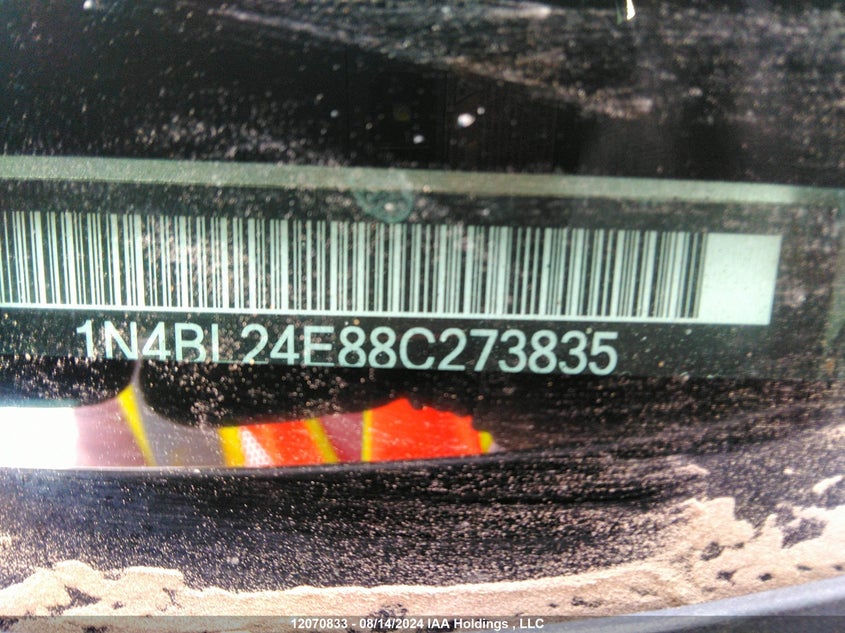 1N4BL24E88C273835
12070833 - 08/14/2024 IAA Holdings , LLC